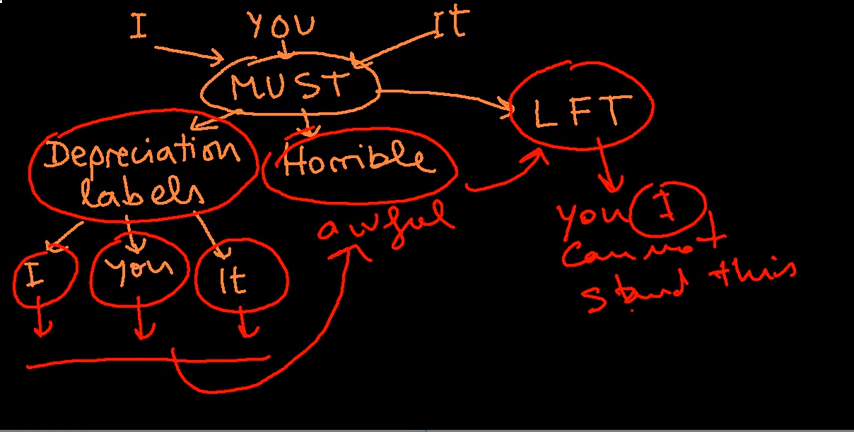 I YOU It
MUST
LFT
Depreciation
labels
Horrible
awful
you I
Cannot
stand this
I you It